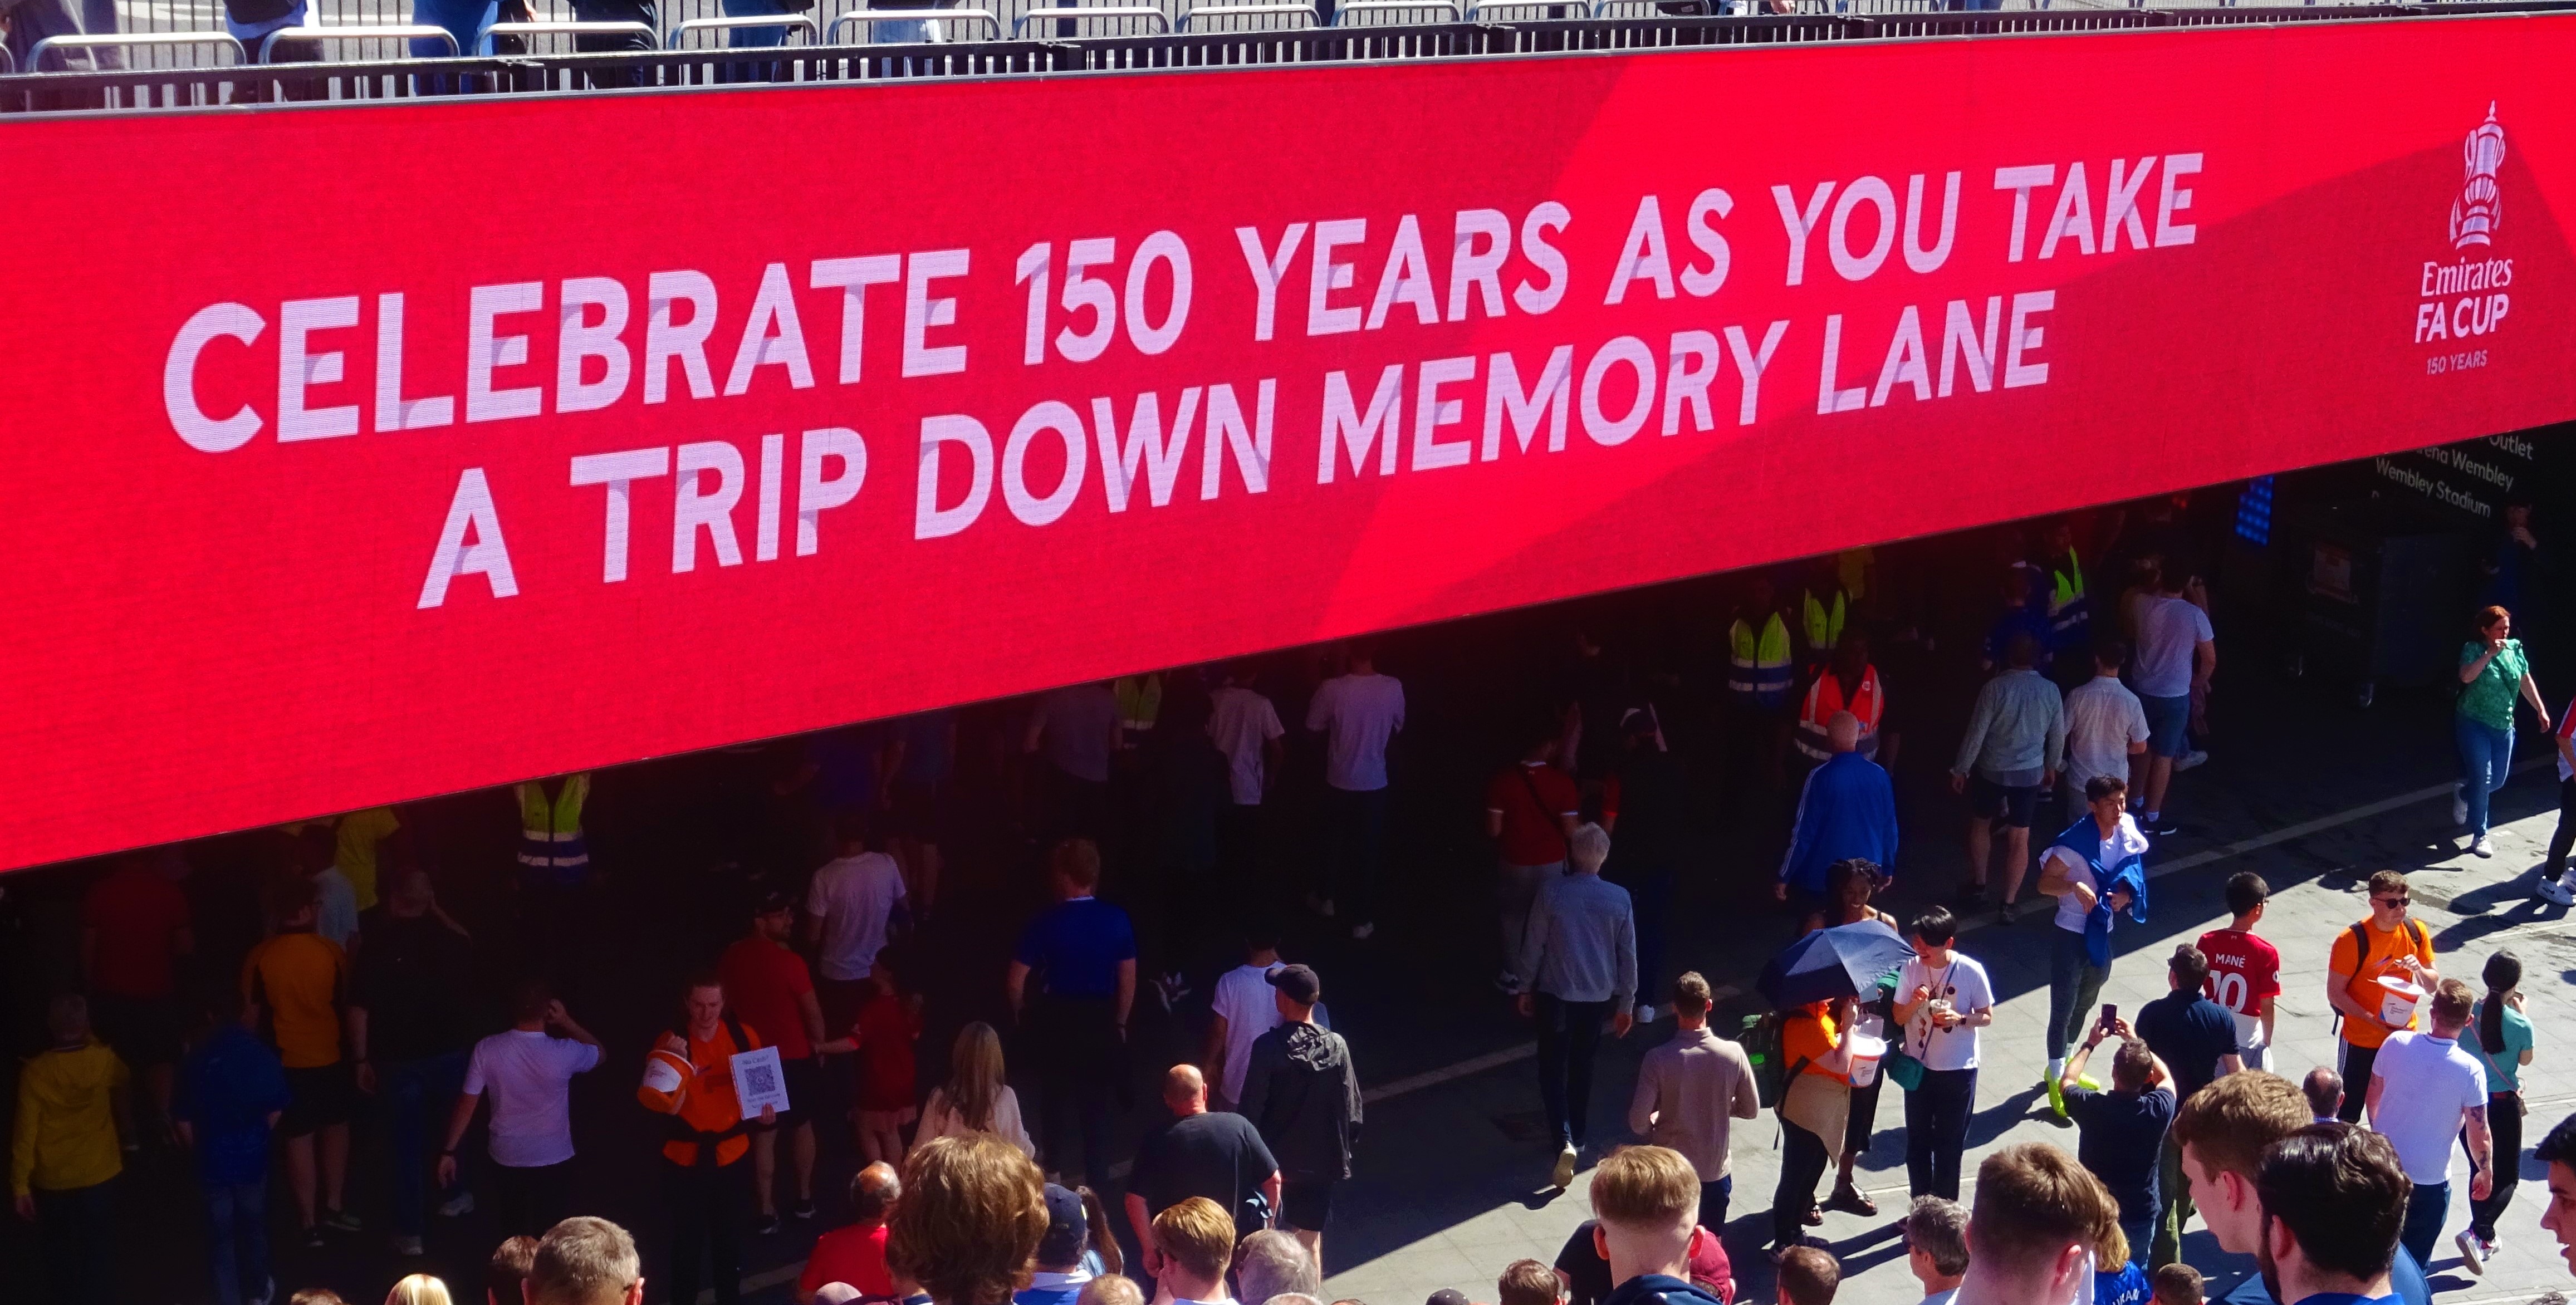 CELEBRATE 150 YEARS AS YOU TAKE
A TRIP DOWN MEMORY LANE
Emirates
FA CUP
150 YEARS
Outlet
Wembley
Wembley Stadium
MANÉ
10